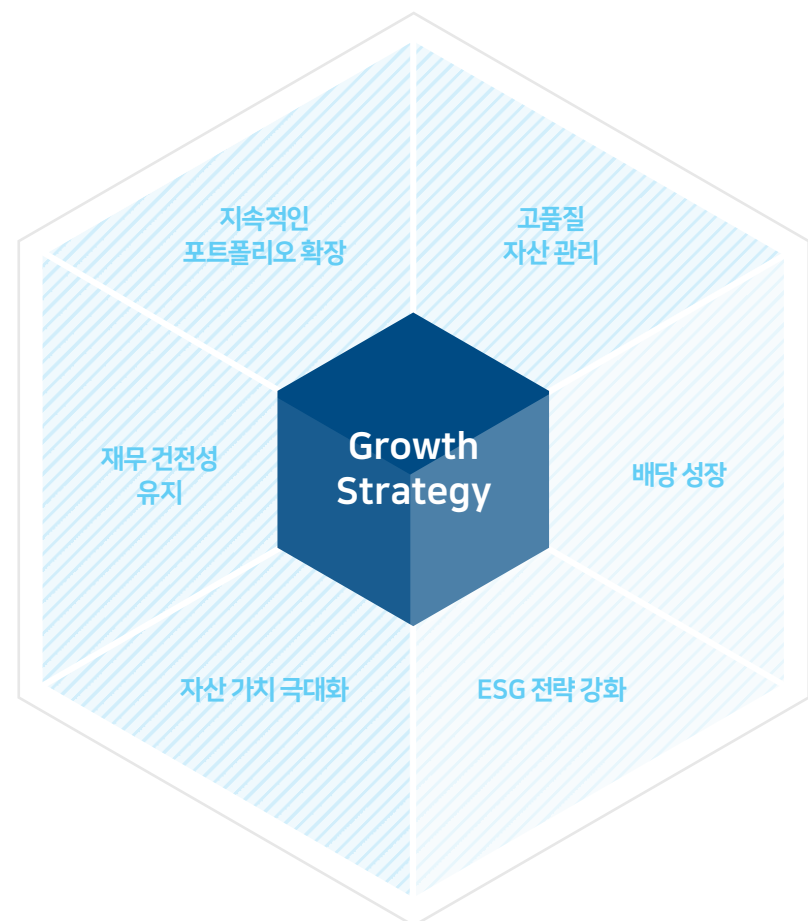 지속적인
포트폴리오 확장
고품질
자산 관리
재무 건전성
유지
Growth
Strategy
배당 성장
자산 가치 극대화
ESG 전략 강화